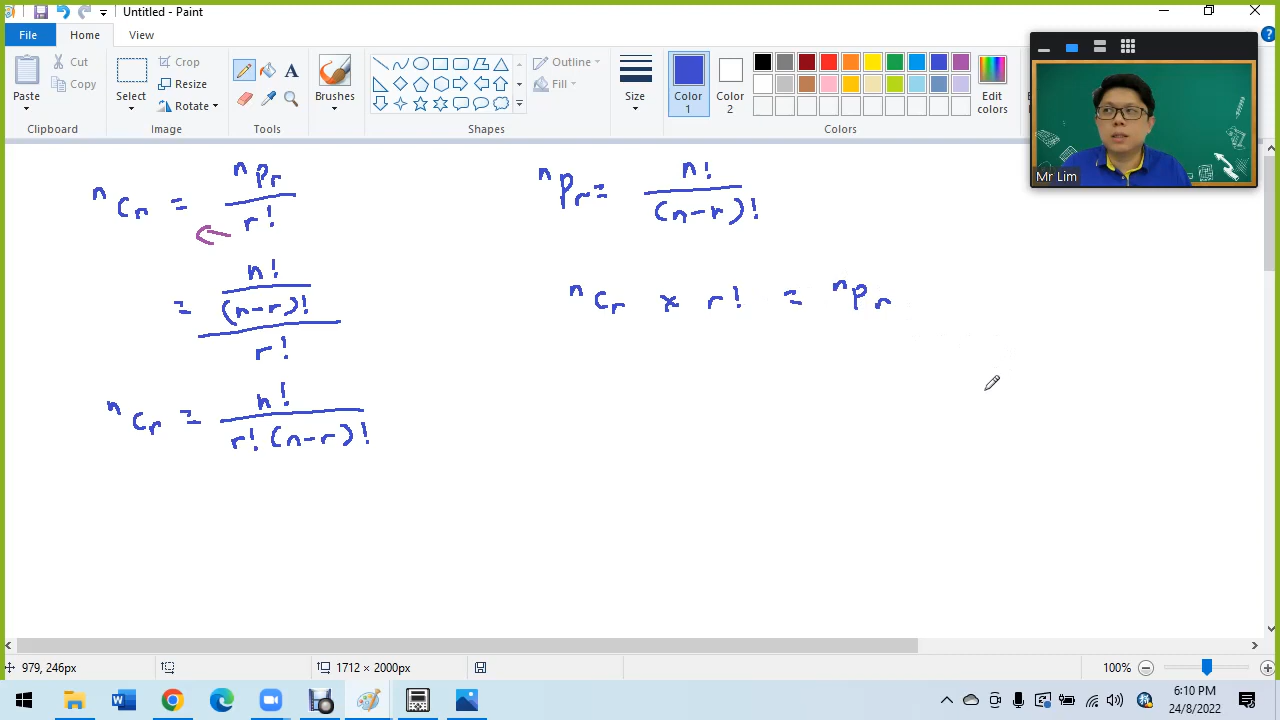 Untitled - Paint
File Home View
Paste
Cut
Copy
Clipboard
Select
Crop
Resize
Rotate
Image
A
Tools
Brushes
Outline
Fill
Shapes
Size
Color 1
Color 2
Edit colors
Colors
Mr Lim
ⁿCᵣ = ⁿPᵣ / r!
= n! / (n-r)! / r!
ⁿCᵣ = n! / r!(n-r)!
ⁿPᵣ = n! / (n-r)!
ⁿCᵣ × r! = ⁿPᵣ
979, 246px
1712 × 2000px
100%
6:10 PM
24/8/2022